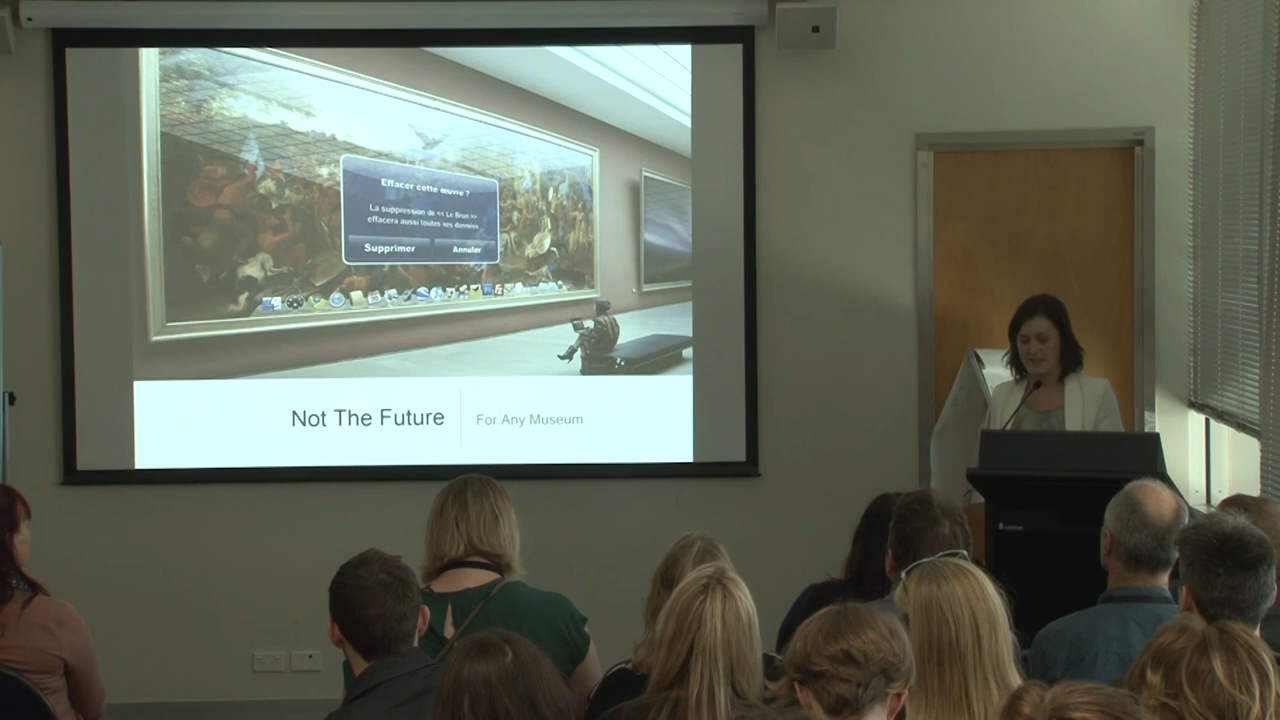 Effacer cette œuvre ?
La suppression de << Le Brun >>
effacera aussi toutes ses données
Supprimer
Annuler
Not The Future
For Any Museum